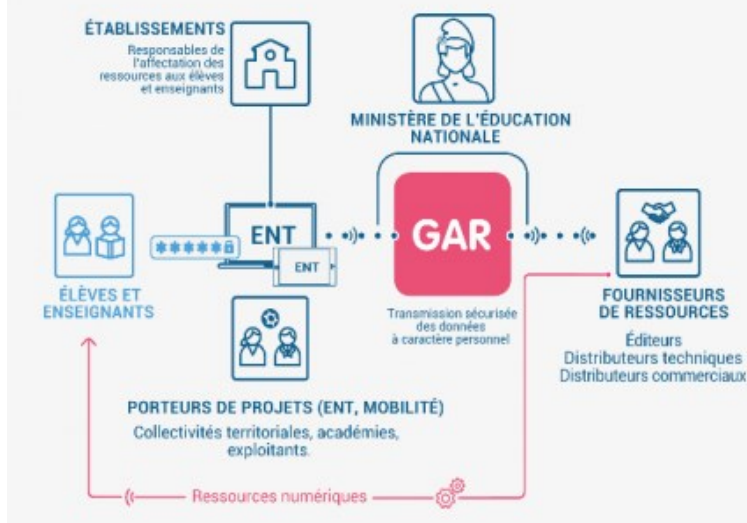 ÉTABLISSEMENTS
Responsables de
l'affectation des
ressources aux élèves
et enseignants
MINISTÈRE DE L'ÉDUCATION
NATIONALE
*****
ENT
ENT
GAR
ÉLÈVES ET
ENSEIGNANTS
Transmission sécurisée
des données
à caractère personnel
FOURNISSEURS
DE RESSOURCES
Éditeurs
Distributeurs techniques
Distributeurs commerciaux
PORTEURS DE PROJETS (ENT, MOBILITÉ)
Collectivités territoriales, académies,
exploitants.
Ressources numériques